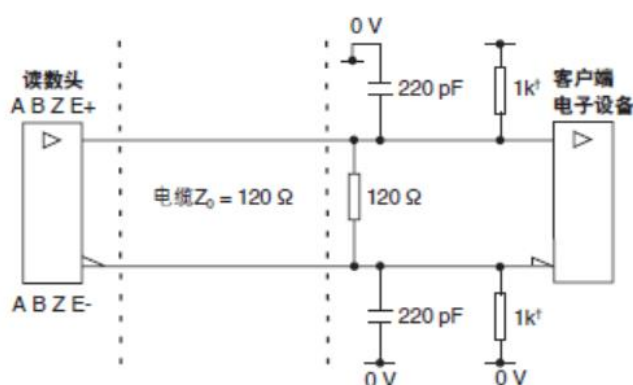 0 V
读数头
A B Z E+
220 pF
1k†
客户端
电子设备
电缆Z₀ = 120 Ω
120 Ω
A B Z E-
220 pF
1k†
0 V
0 V